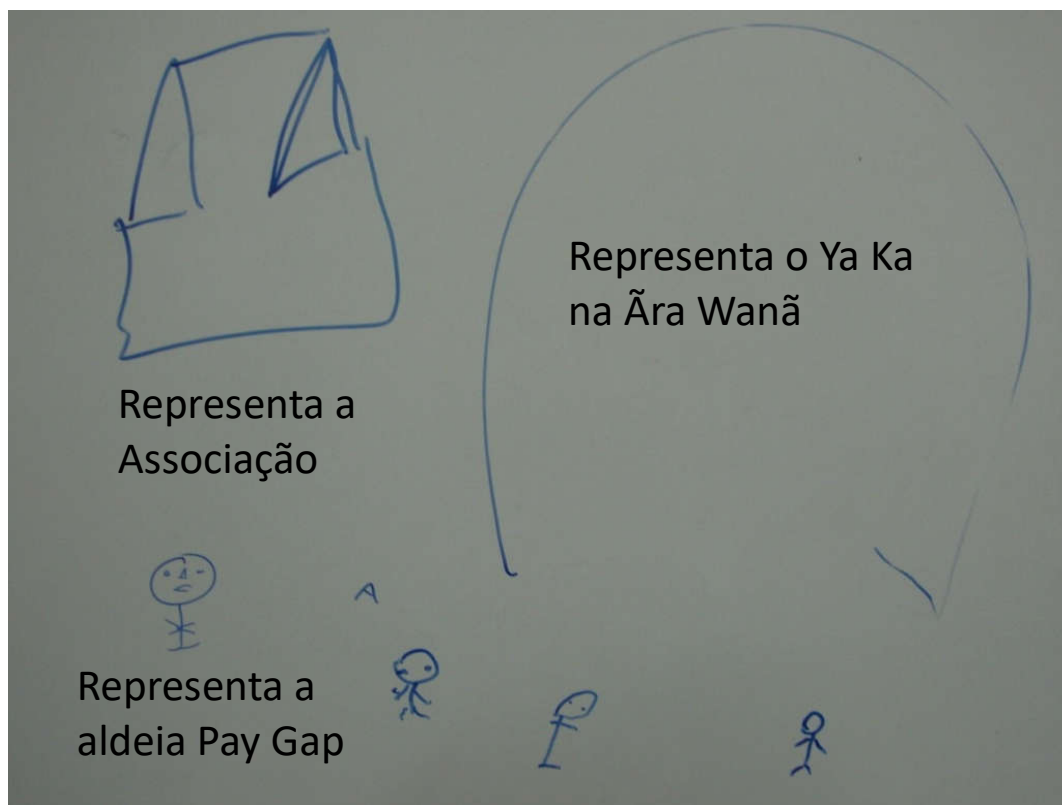 Representa o Ya Ka
na Ãra Wanã
Representa a
Associação
A
Representa a
aldeia Pay Gap